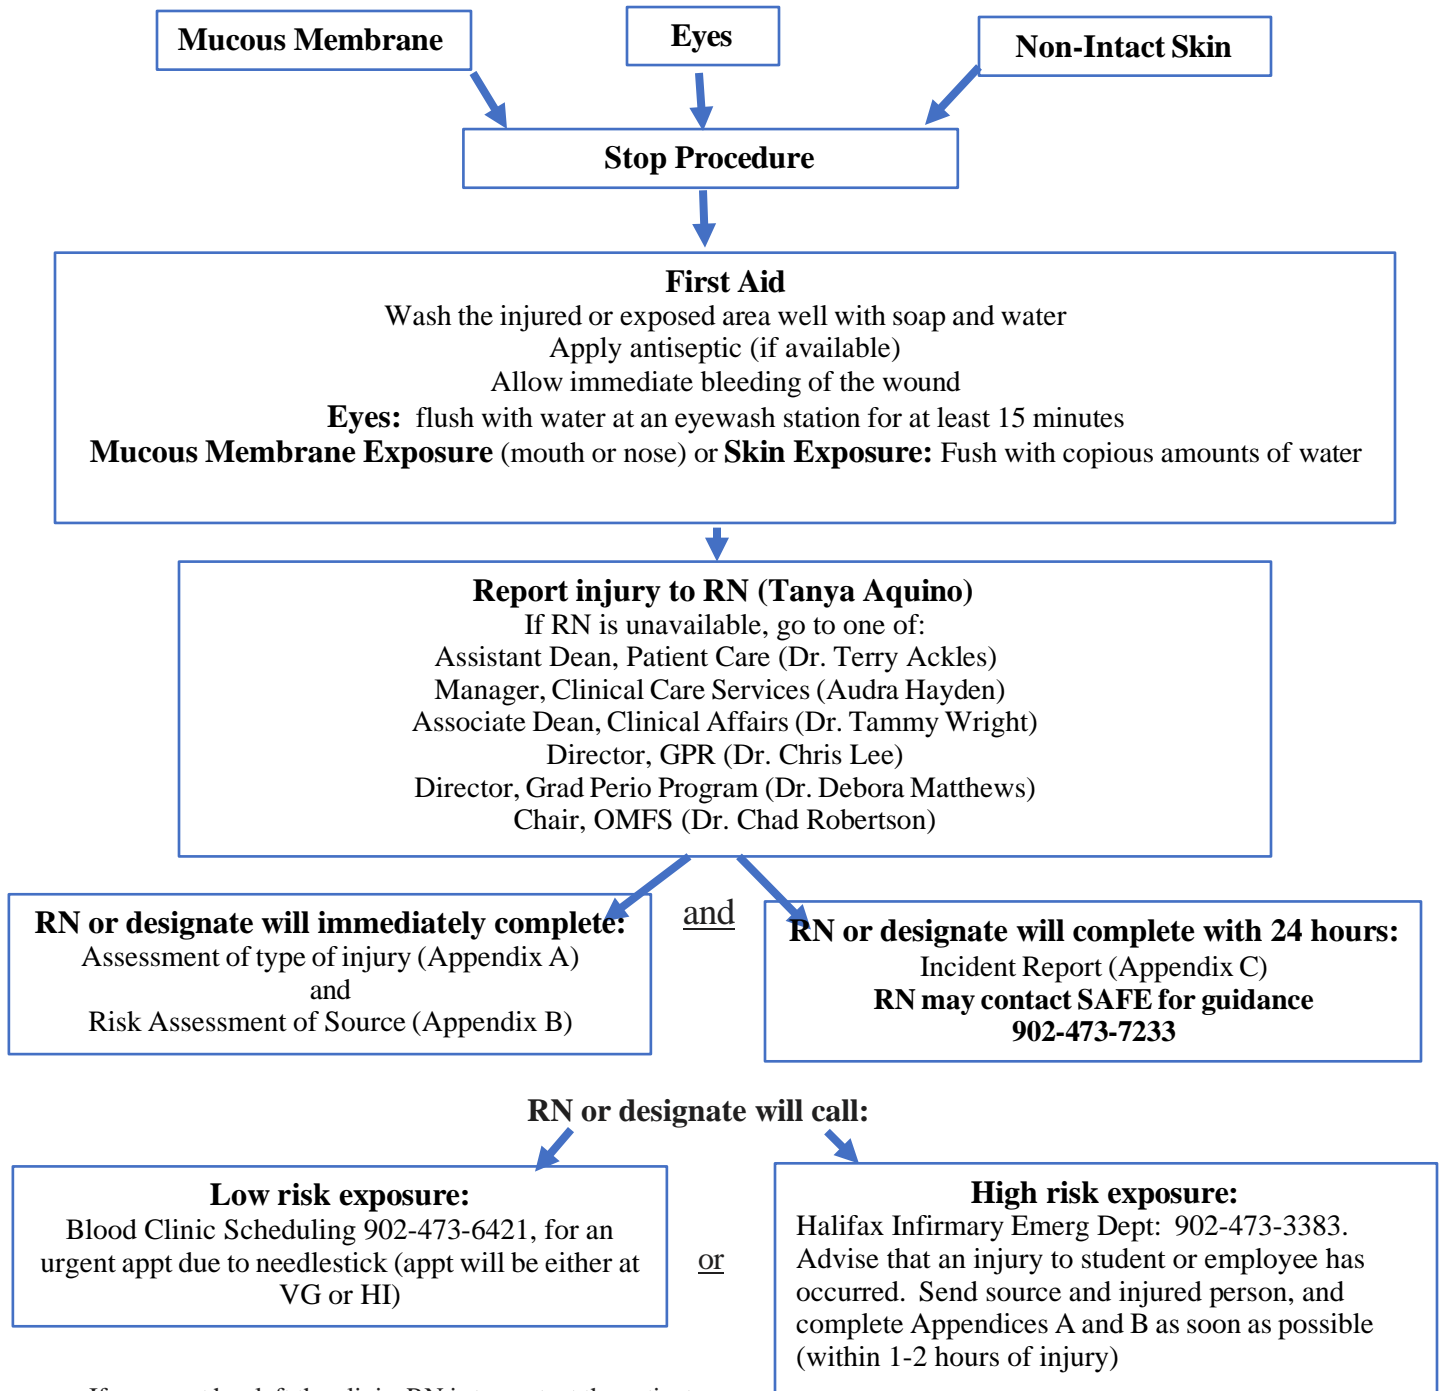 Mucous Membrane
Eyes
Non-Intact Skin
Stop Procedure
First Aid
Wash the injured or exposed area well with soap and water
Apply antiseptic (if available)
Allow immediate bleeding of the wound
Eyes: flush with water at an eyewash station for at least 15 minutes
Mucous Membrane Exposure (mouth or nose) or Skin Exposure: Fush with copious amounts of water
Report injury to RN (Tanya Aquino)
If RN is unavailable, go to one of:
Assistant Dean, Patient Care (Dr. Terry Ackles)
Manager, Clinical Care Services (Audra Hayden)
Associate Dean, Clinical Affairs (Dr. Tammy Wright)
Director, GPR (Dr. Chris Lee)
Director, Grad Perio Program (Dr. Debora Matthews)
Chair, OMFS (Dr. Chad Robertson)
RN or designate will immediately complete:
Assessment of type of injury (Appendix A)
and
Risk Assessment of Source (Appendix B)
and
RN or designate will complete with 24 hours:
Incident Report (Appendix C)
RN may contact SAFE for guidance
902-473-7233
RN or designate will call:
Low risk exposure:
Blood Clinic Scheduling 902-473-6421, for an
urgent appt due to needlestick (appt will be either at
VG or HI)
or
High risk exposure:
Halifax Infirmary Emerg Dept: 902-473-3383.
Advise that an injury to student or employee has
occurred. Send source and injured person, and
complete Appendices A and B as soon as possible
(within 1-2 hours of injury)